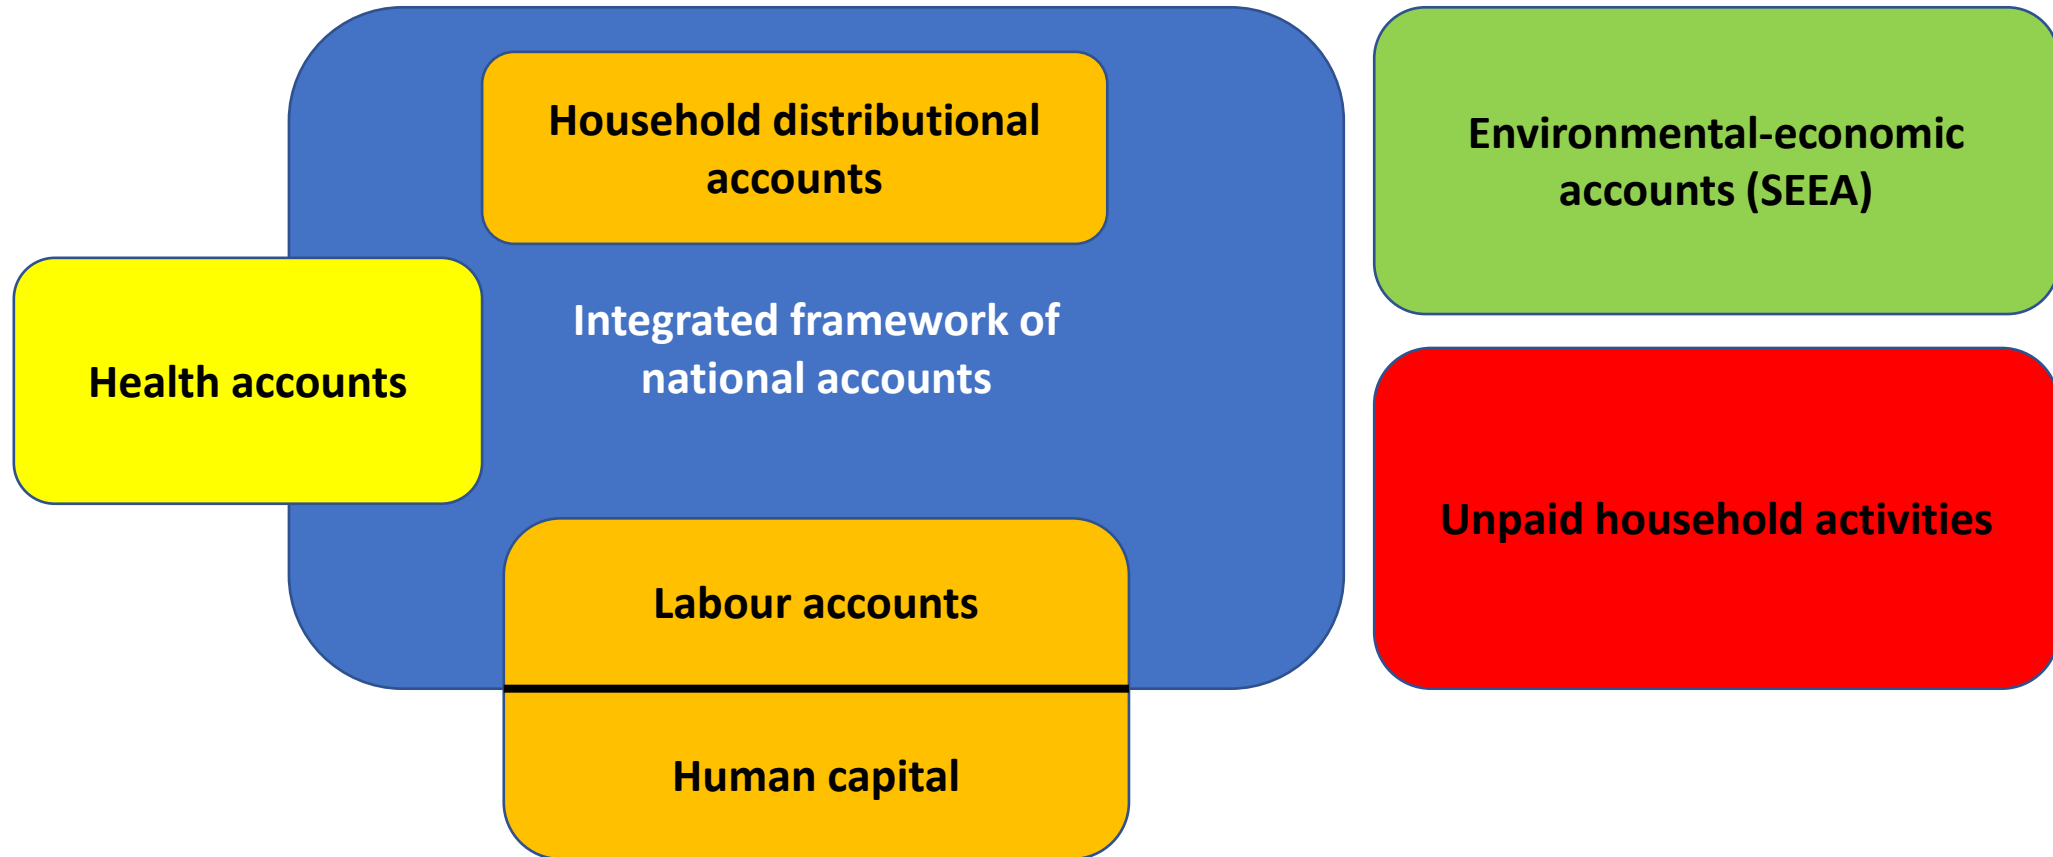 Household distributional
accounts
Environmental-economic
accounts (SEEA)
Integrated framework of
national accounts
Health accounts
Unpaid household activities
Labour accounts
Human capital